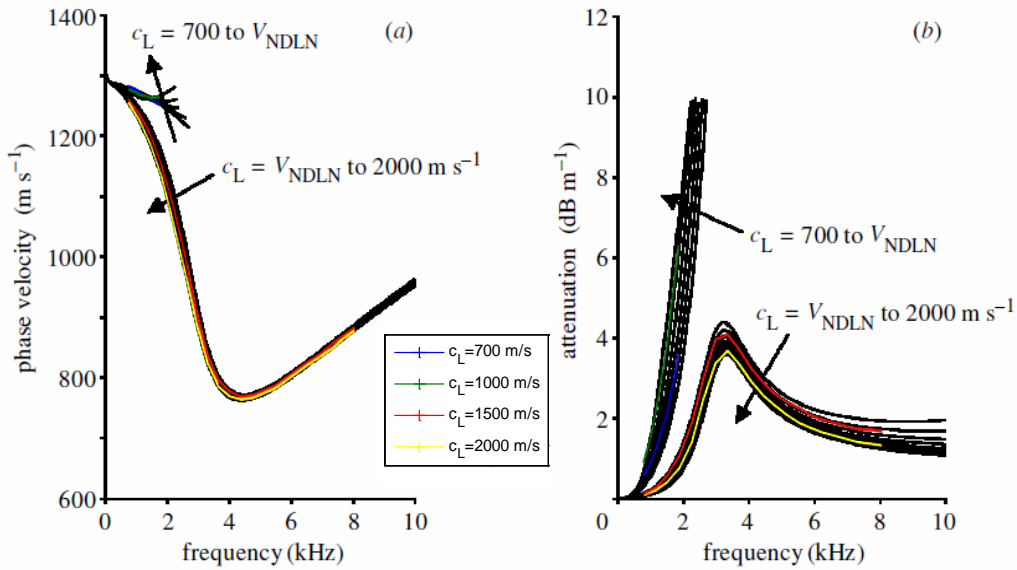 1400
1200
1000
800
600
0
2
4
6
8
10
phase velocity (m s⁻¹)
frequency (kHz)
(a)
c_L = 700 to V_NDLN
c_L = V_NDLN to 2000 m s⁻¹
c_L=700 m/s
c_L=1000 m/s
c_L=1500 m/s
c_L=2000 m/s
12
10
8
6
4
2
0
2
4
6
8
10
attenuation (dB m⁻¹)
frequency (kHz)
(b)
c_L = 700 to V_NDLN
c_L = V_NDLN to 2000 m s⁻¹